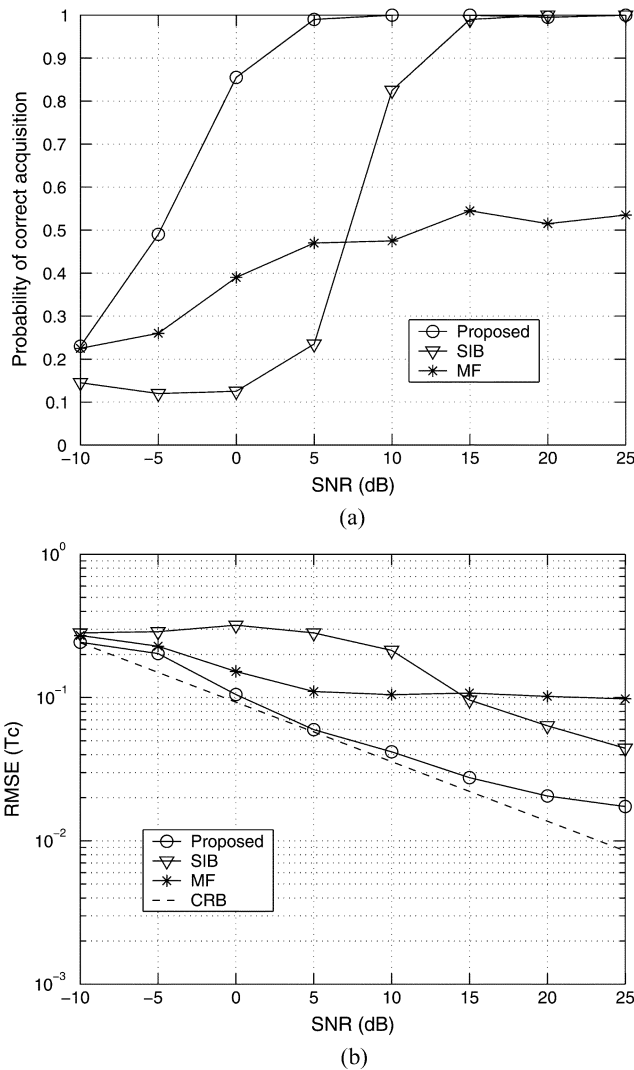 1
0.9
0.8
0.7
0.6
0.5
0.4
0.3
0.2
0.1
0
Probability of correct acquisition
Proposed
SIB
MF
−10 −5 0 5 10 15 20 25
SNR (dB)
(a)
10^0
10^−1
10^−2
10^−3
RMSE (Tc)
Proposed
SIB
MF
CRB
−10 −5 0 5 10 15 20 25
SNR (dB)
(b)